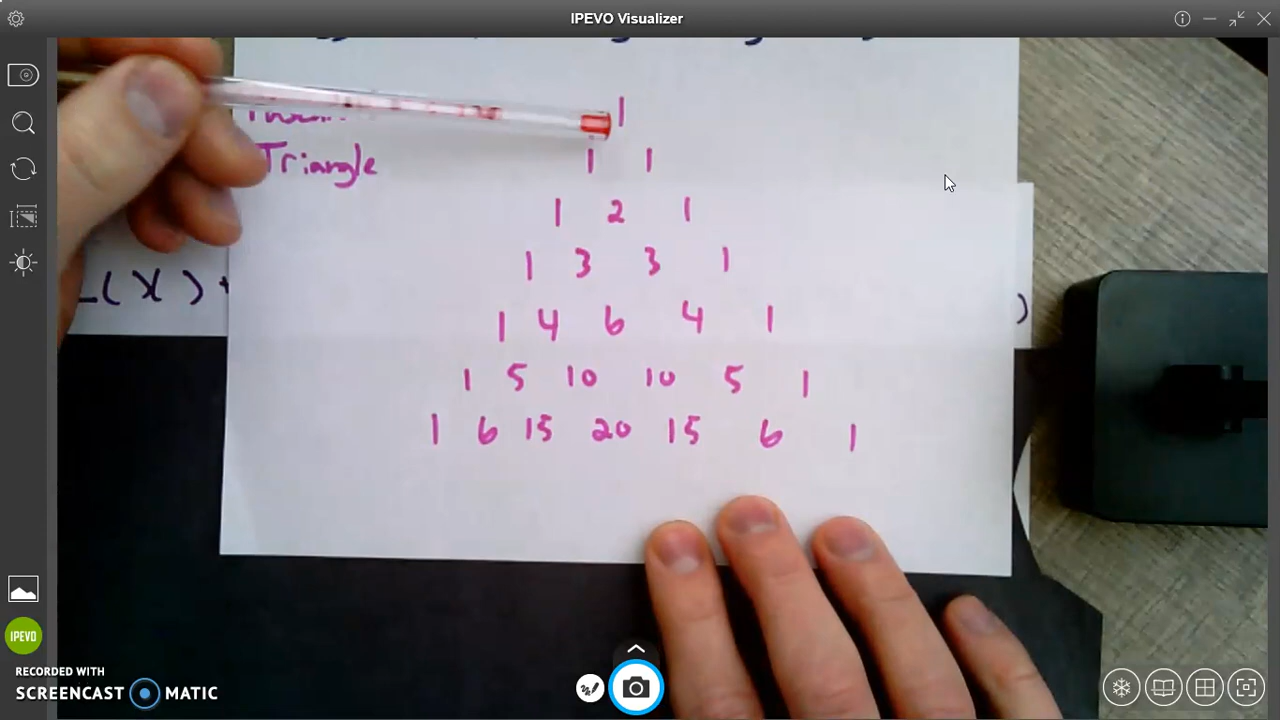 IPEVO Visualizer
1
Triangle 1 1
1 2 1
1 3 3 1
1 4 6 4 1
L(x)
1 5 10 10 5 1
1 6 15 20 15 6 1
IPEVO
RECORDED WITH
SCREENCAST MATIC